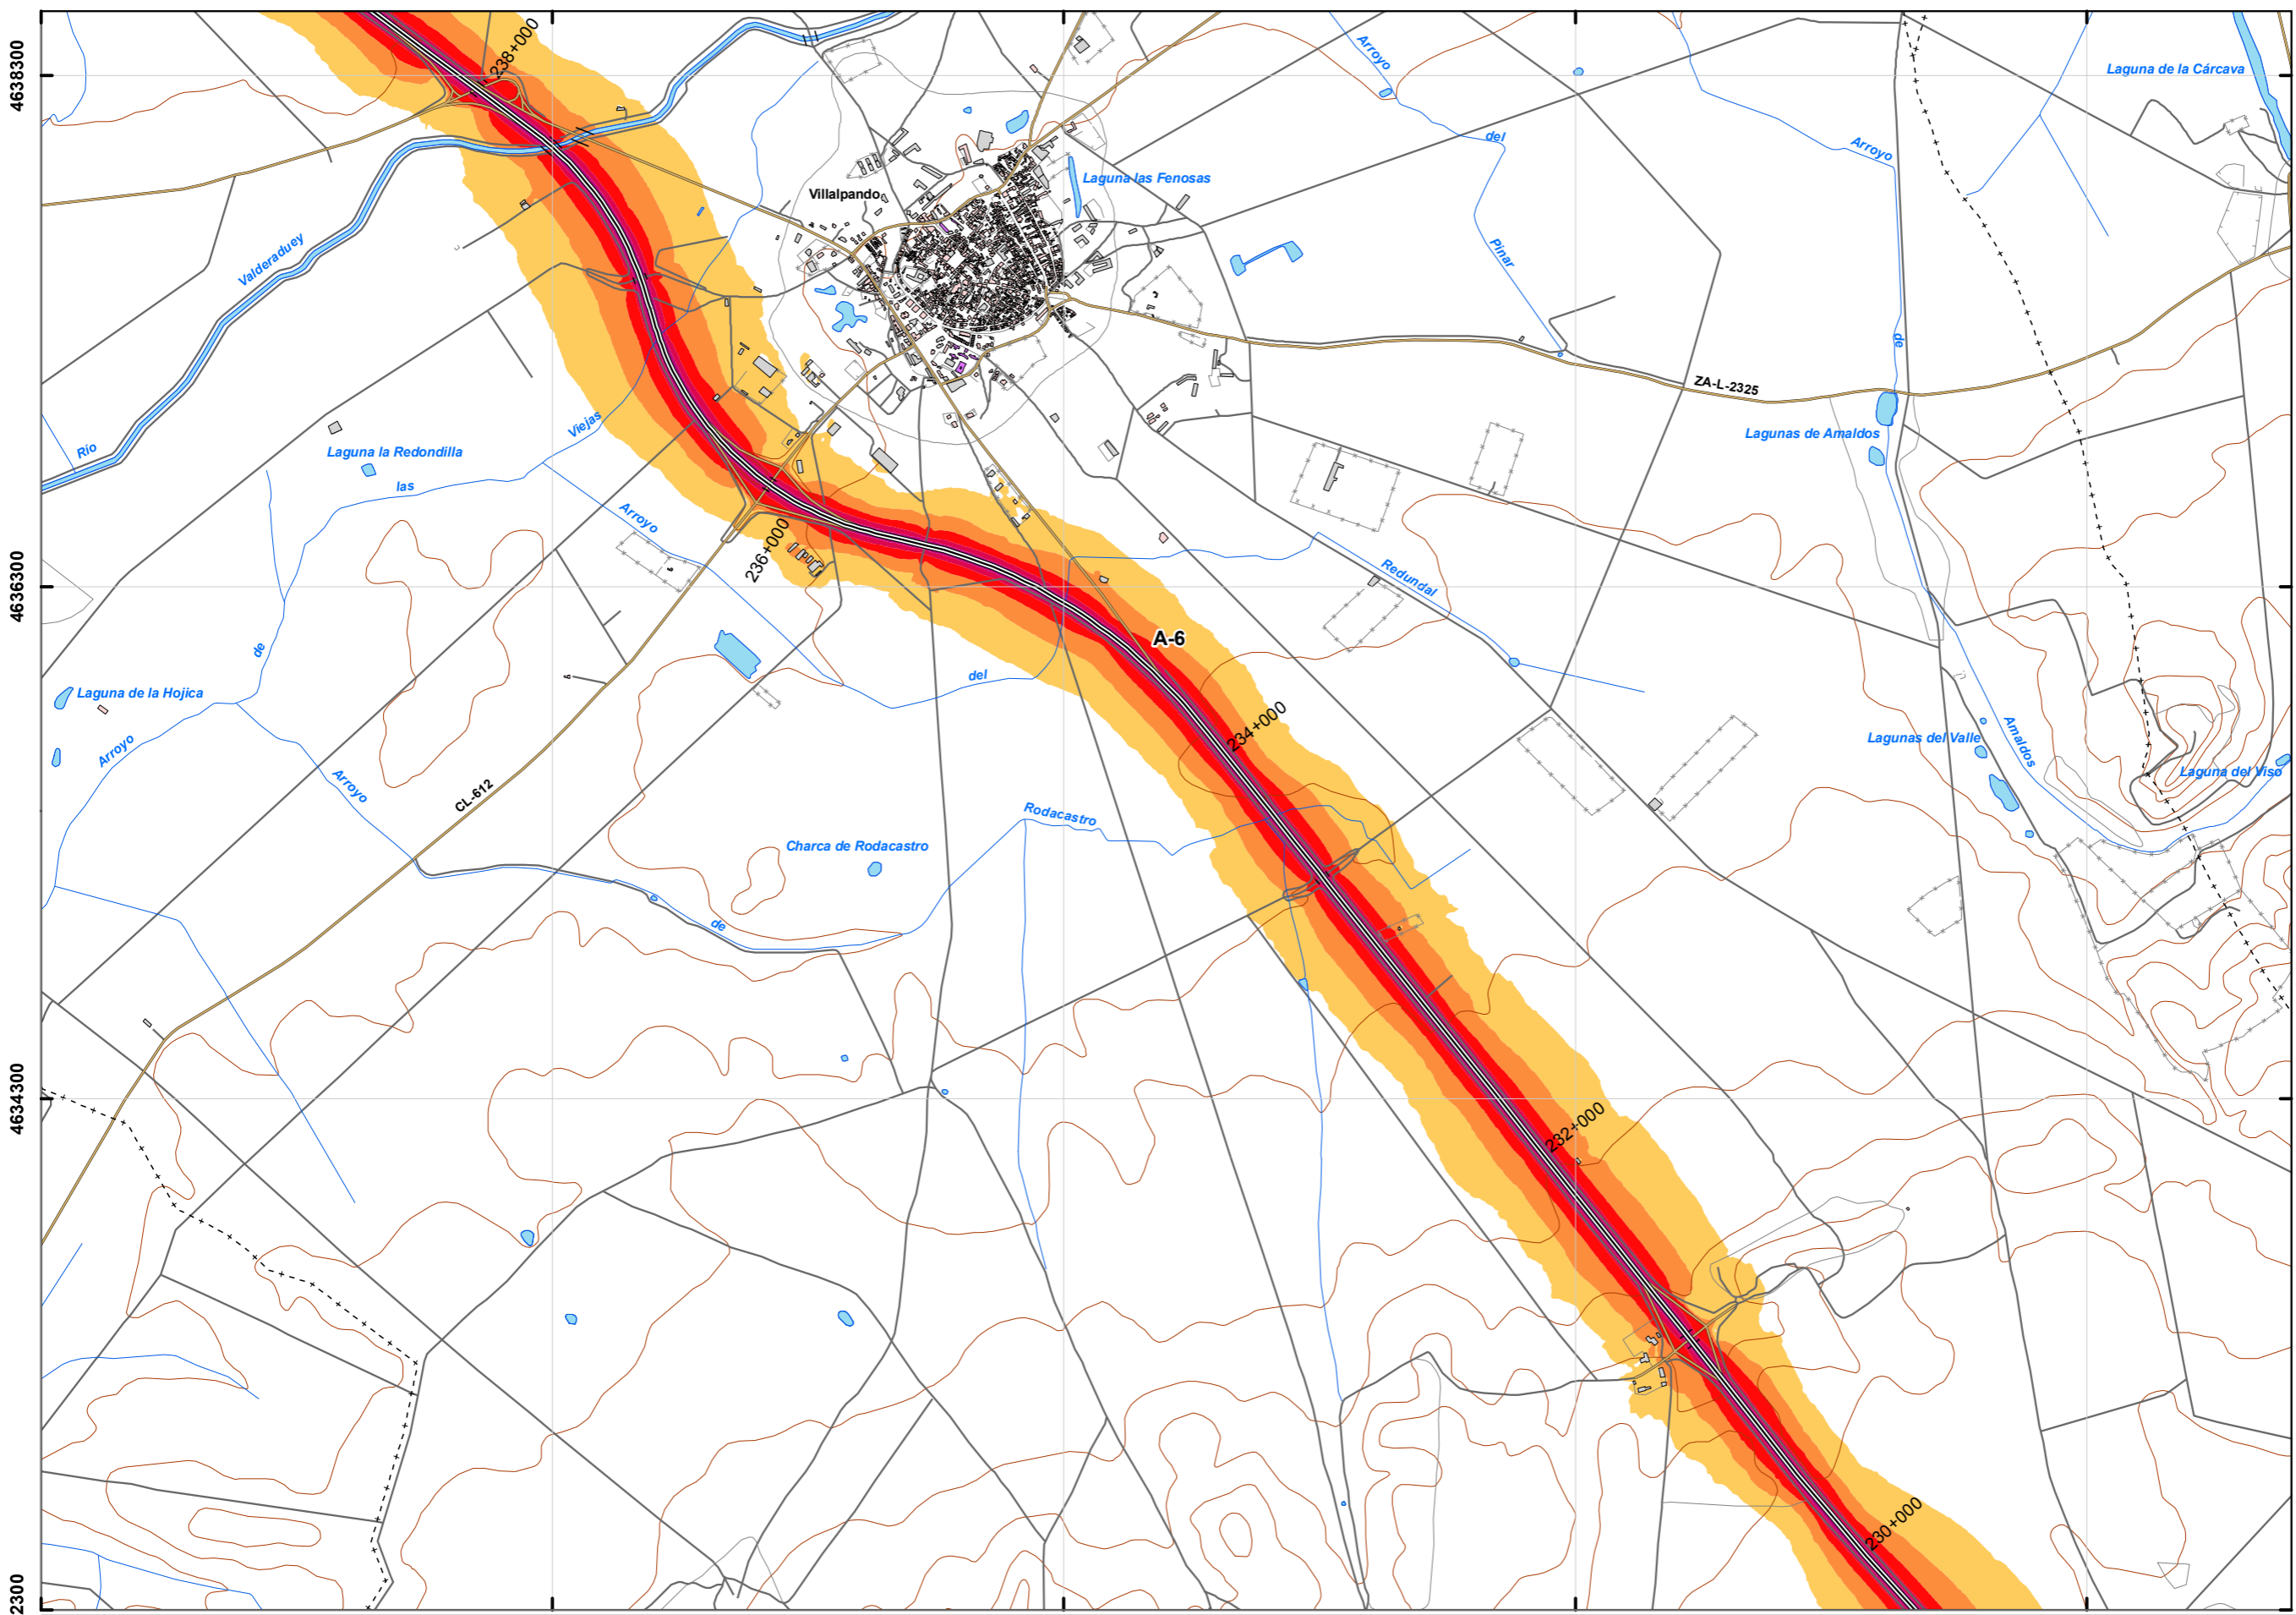 4638300
238+000
Arroyo
Laguna de la Cárcava
del
Arroyo
Laguna las Fenosas
Villalpando
Valderaduey
Pinar
de
ZA-L-2325
Viejas
Lagunas de Amaldos
Río
Laguna la Redondilla
las
Arroyo
236+000
4636300
Redundal
A-6
de
del
Laguna de la Hojica
234+000
Arroyo
Lagunas del Valle
Amaldos
Laguna del Viso
Arroyo
CL-612
Rodacastro
Charca de Rodacastro
de
4634300
232+000
230+000
2300